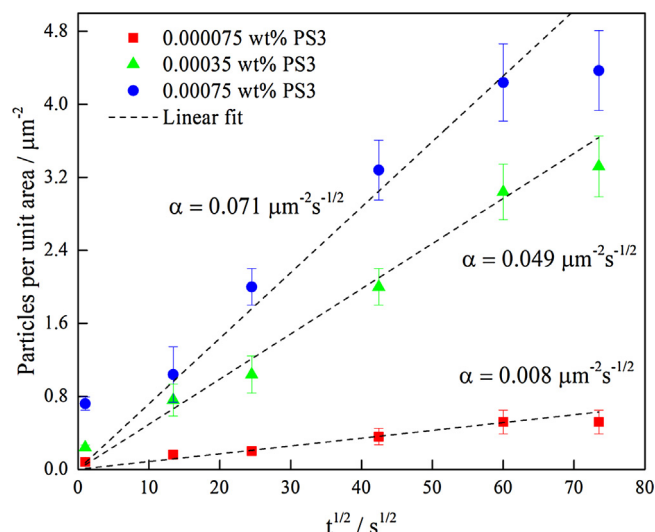 4.8
4.0
3.2
2.4
1.6
0.8
0.0
Particles per unit area / μm⁻²
0.000075 wt% PS3
0.00035 wt% PS3
0.00075 wt% PS3
Linear fit
α = 0.071 μm⁻²s⁻¹/²
α = 0.049 μm⁻²s⁻¹/²
α = 0.008 μm⁻²s⁻¹/²
0 10 20 30 40 50 60 70 80
t¹/² / s¹/²